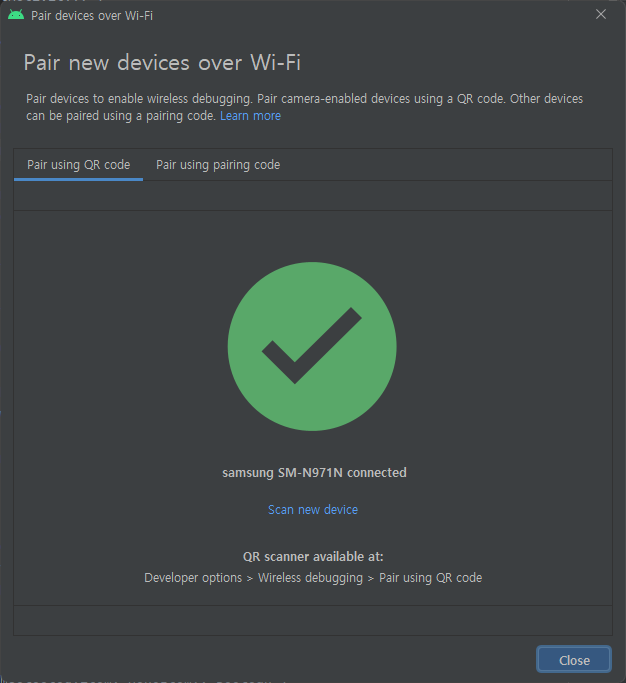 Pair devices over Wi-Fi
Pair new devices over Wi-Fi
Pair devices to enable wireless debugging. Pair camera-enabled devices using a QR code. Other devices
can be paired using a pairing code. Learn more
Pair using QR code
Pair using pairing code
samsung SM-N971N connected
Scan new device
QR scanner available at:
Developer options > Wireless debugging > Pair using QR code
Close